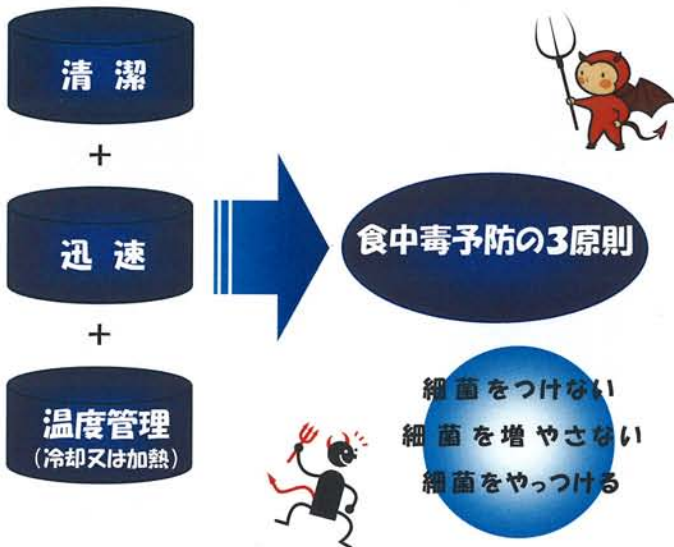 清潔
+
迅速
+
温度管理
(冷却又は加熱)
食中毒予防の3原則
細菌をつけない
細菌を増やさない
細菌をやっつける